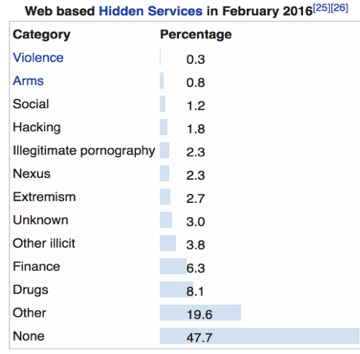 Web based Hidden Services in February 2016[25][26]
Category Percentage
Violence 0.3
Arms 0.8
Social 1.2
Hacking 1.8
Illegitimate pornography 2.3
Nexus 2.3
Extremism 2.7
Unknown 3.0
Other illicit 3.8
Finance 6.3
Drugs 8.1
Other 19.6
None 47.7